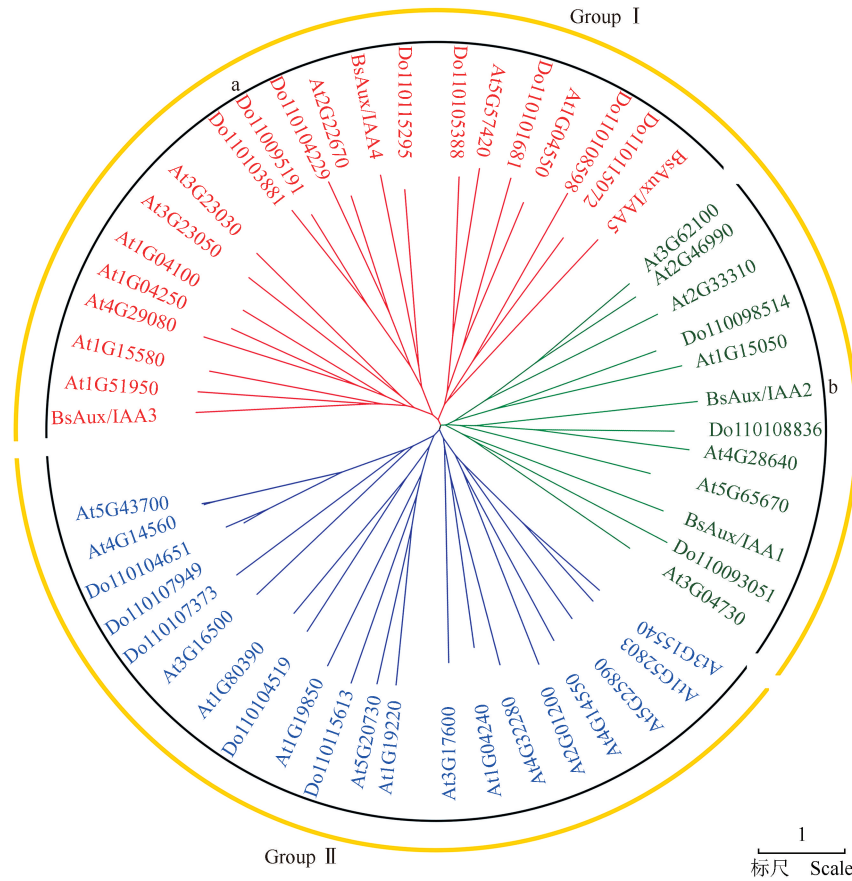 Group Ⅰ
a
Do110103881
Do110095191
Do110104229
At2G22670
BsAux/IAA4
Do110115295
Do110105388
At5G57420
Do110101681
At1G04550
Do110108598
Do110115072
BsAux/IAA5
At3G23030
At3G23050
At1G04100
At1G04250
At4G29080
At1G15580
At1G51950
BsAux/IAA3
At3G62100
At2G46990
At2G33310
Do110098514
At1G15050
BsAux/IAA2
b
Do110108836
At4G28640
At5G65670
BsAux/IAA1
Do110093051
At3G04730
At5G43700
At4G14560
Do110104651
Do110107949
Do110107373
At3G16500
At1G80390
Do110104519
At1G19850
Do110115613
At5G20730
At1G19220
At3G17600
At1G04240
At4G32280
At2G01200
At4G14550
At5G25890
At1G52803
At3G15540
Group Ⅱ
1
标尺 Scale